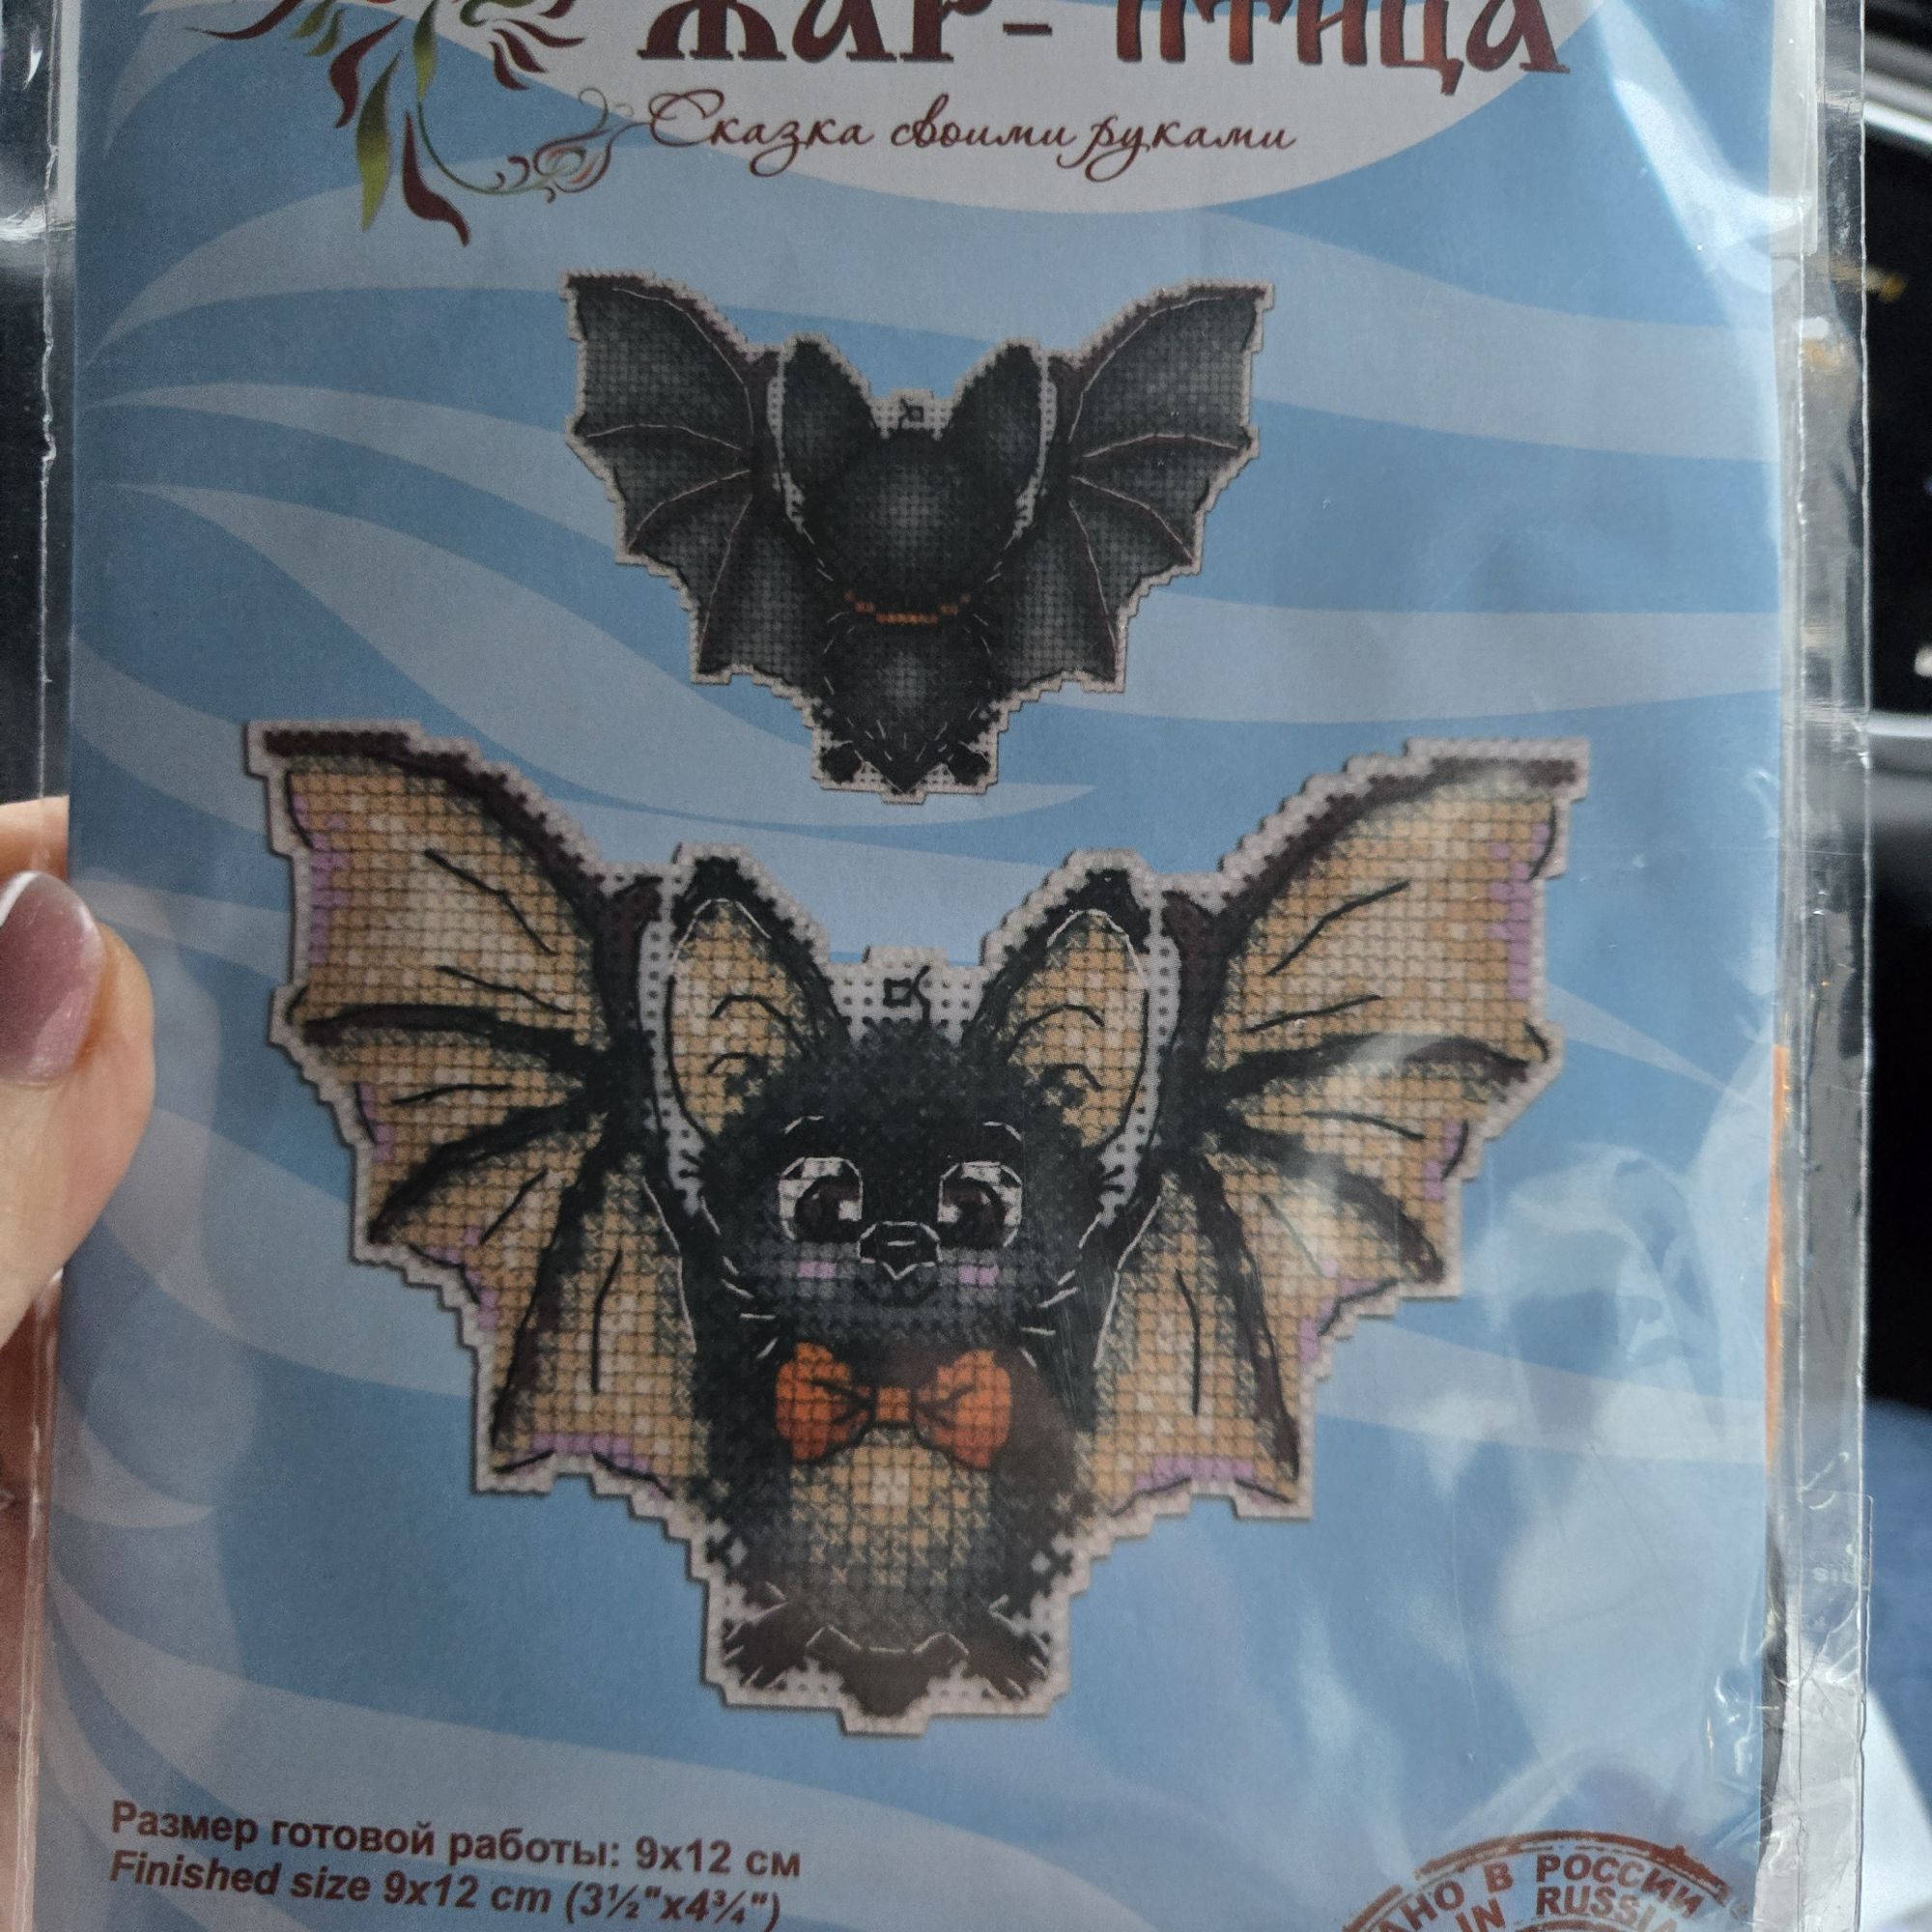 ЖАР-ПТИЦА
Сказка своими руками
Размер готовой работы: 9х12 см
Finished size 9x12 cm (3½"x4¾")
В РОССИИ
IN RUSSIA